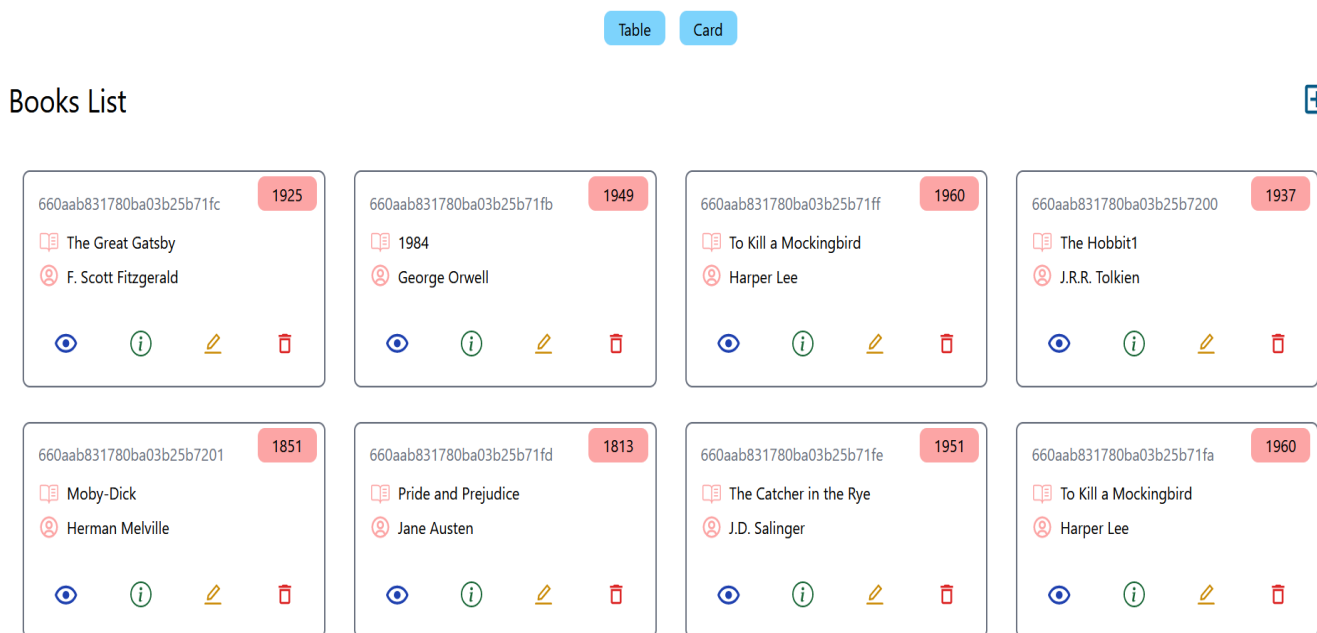 Table Card
Books List
1925
660aab831780ba03b25b71fc
The Great Gatsby
F. Scott Fitzgerald
1949
660aab831780ba03b25b71fb
1984
George Orwell
1960
660aab831780ba03b25b71ff
To Kill a Mockingbird
Harper Lee
1937
660aab831780ba03b25b7200
The Hobbit1
J.R.R. Tolkien
1851
660aab831780ba03b25b7201
Moby-Dick
Herman Melville
1813
660aab831780ba03b25b71fd
Pride and Prejudice
Jane Austen
1951
660aab831780ba03b25b71fe
The Catcher in the Rye
J.D. Salinger
1960
660aab831780ba03b25b71fa
To Kill a Mockingbird
Harper Lee